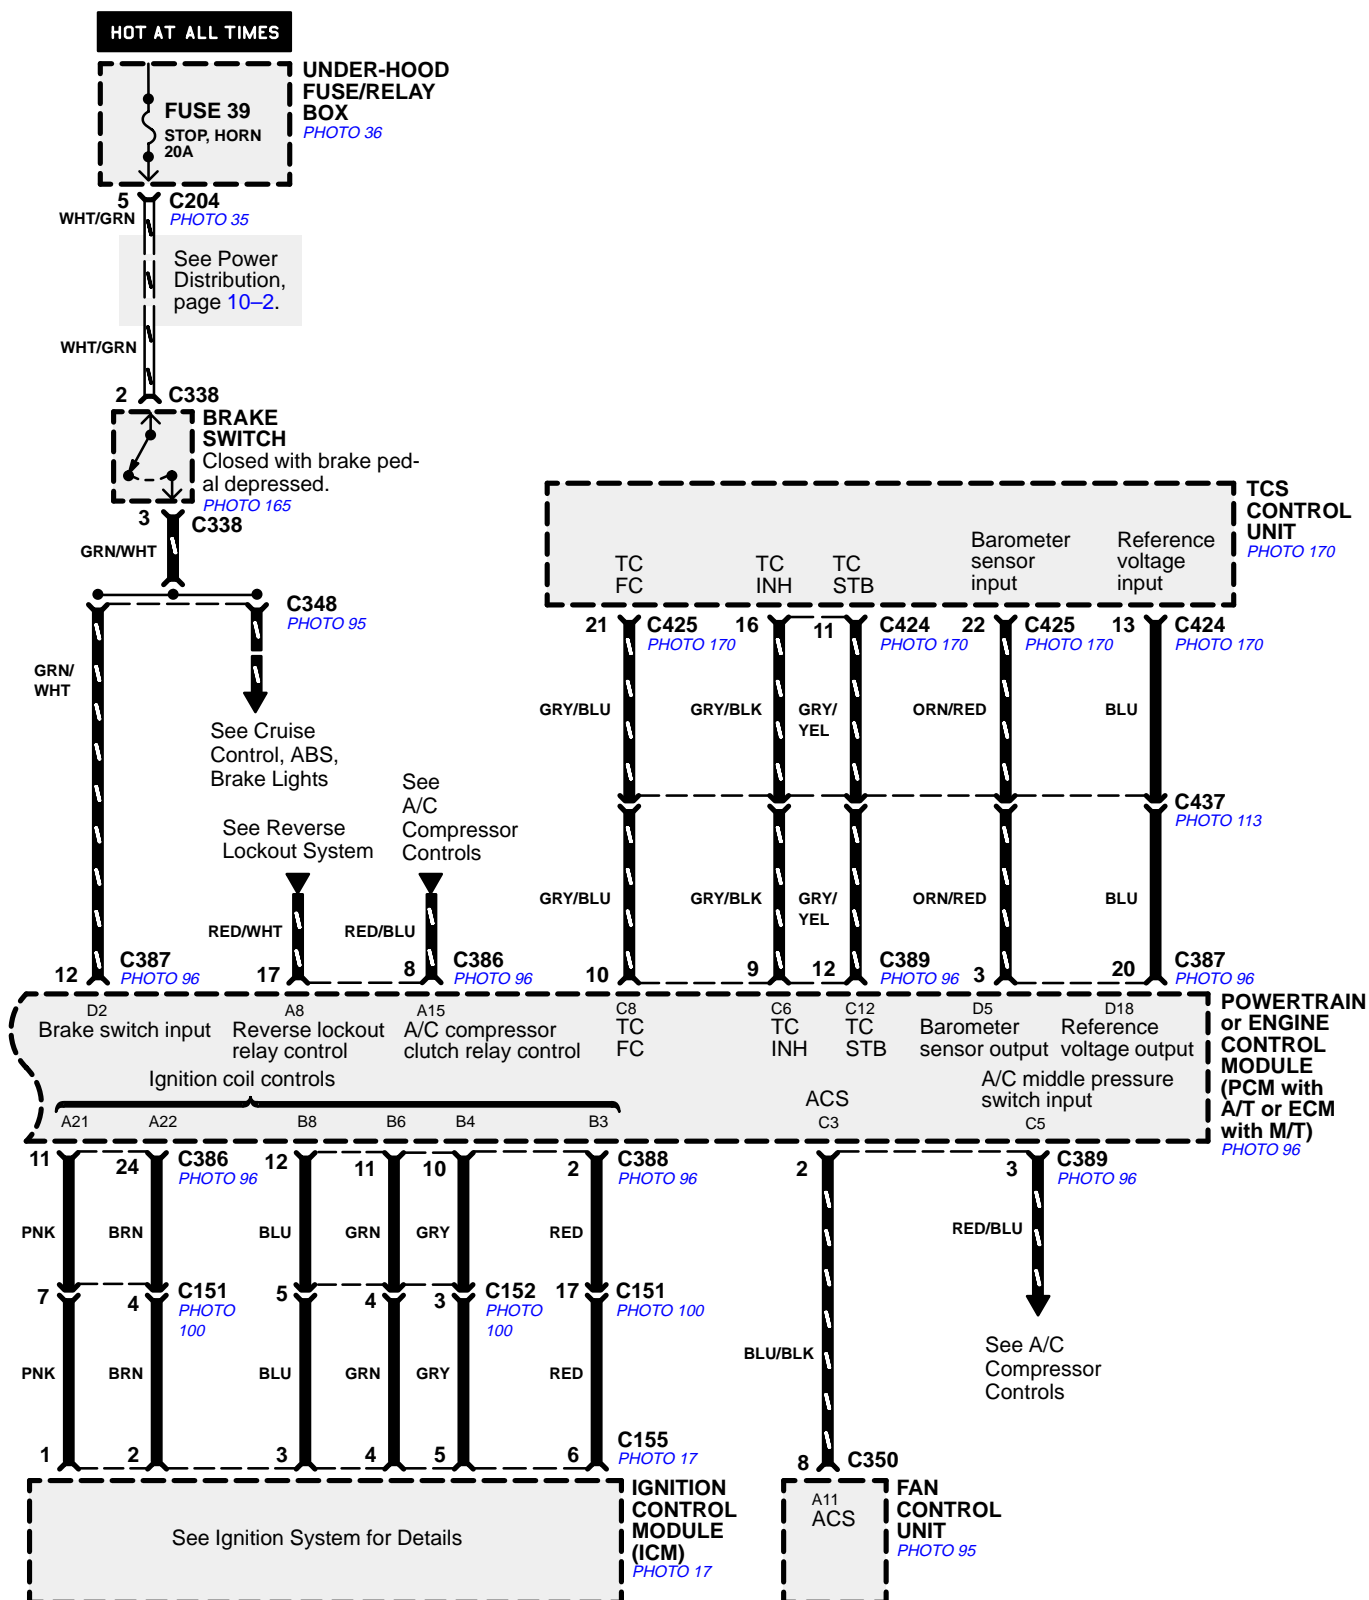 HOT AT ALL TIMES
UNDER-HOOD
FUSE/RELAY
BOX
PHOTO 36
FUSE 39
STOP, HORN
20A
5 C204
WHT/GRN PHOTO 35
See Power
Distribution,
page 10–2.
WHT/GRN
2 C338
BRAKE
SWITCH
Closed with brake ped-
al depressed.
PHOTO 165
3 C338
GRN/WHT
C348
PHOTO 95
GRN/
WHT
See Cruise
Control, ABS,
Brake Lights
See Reverse
Lockout System
See
A/C
Compressor
Controls
RED/WHT RED/BLU
TCS
CONTROL
UNIT
PHOTO 170
TC
FC
TC
INH
TC
STB
Barometer
sensor
input
Reference
voltage
input
21 C425 16 11 C424 22 C425 13 C424
PHOTO 170 PHOTO 170 PHOTO 170 PHOTO 170
GRY/BLU GRY/BLK GRY/
YEL ORN/RED BLU
C437
PHOTO 113
GRY/BLU GRY/BLK GRY/
YEL ORN/RED BLU
12 C387 17 8 C386 10 9 12 C389 3 20 C387
PHOTO 96 PHOTO 96 PHOTO 96 PHOTO 96
POWERTRAIN
or ENGINE
CONTROL
MODULE
(PCM with
A/T or ECM
with M/T)
PHOTO 96
D2
Brake switch input
A8
Reverse lockout
relay control
A15
A/C compressor
clutch relay control
C8
TC
FC
C6
TC
INH
C12
TC
STB
D5
Barometer
sensor output
D18
Reference
voltage output
Ignition coil controls
A21 A22 B8 B6 B4 B3
ACS
C3
A/C middle pressure
switch input
C5
11 24 C386 12 11 10 2 C388 2 3 C389
PHOTO 96 PHOTO 96 PHOTO 96
PNK BRN BLU GRN GRY RED RED/BLU
7 4 C151 5 4 3 C152 17 C151
PHOTO
100
PHOTO
100
PHOTO 100
PNK BRN BLU GRN GRY RED BLU/BLK
See A/C
Compressor
Controls
1 2 3 4 5 6 C155
PHOTO 17
8 C350
IGNITION
CONTROL
MODULE
(ICM)
PHOTO 17
See Ignition System for Details
A11
ACS
FAN
CONTROL
UNIT
PHOTO 95